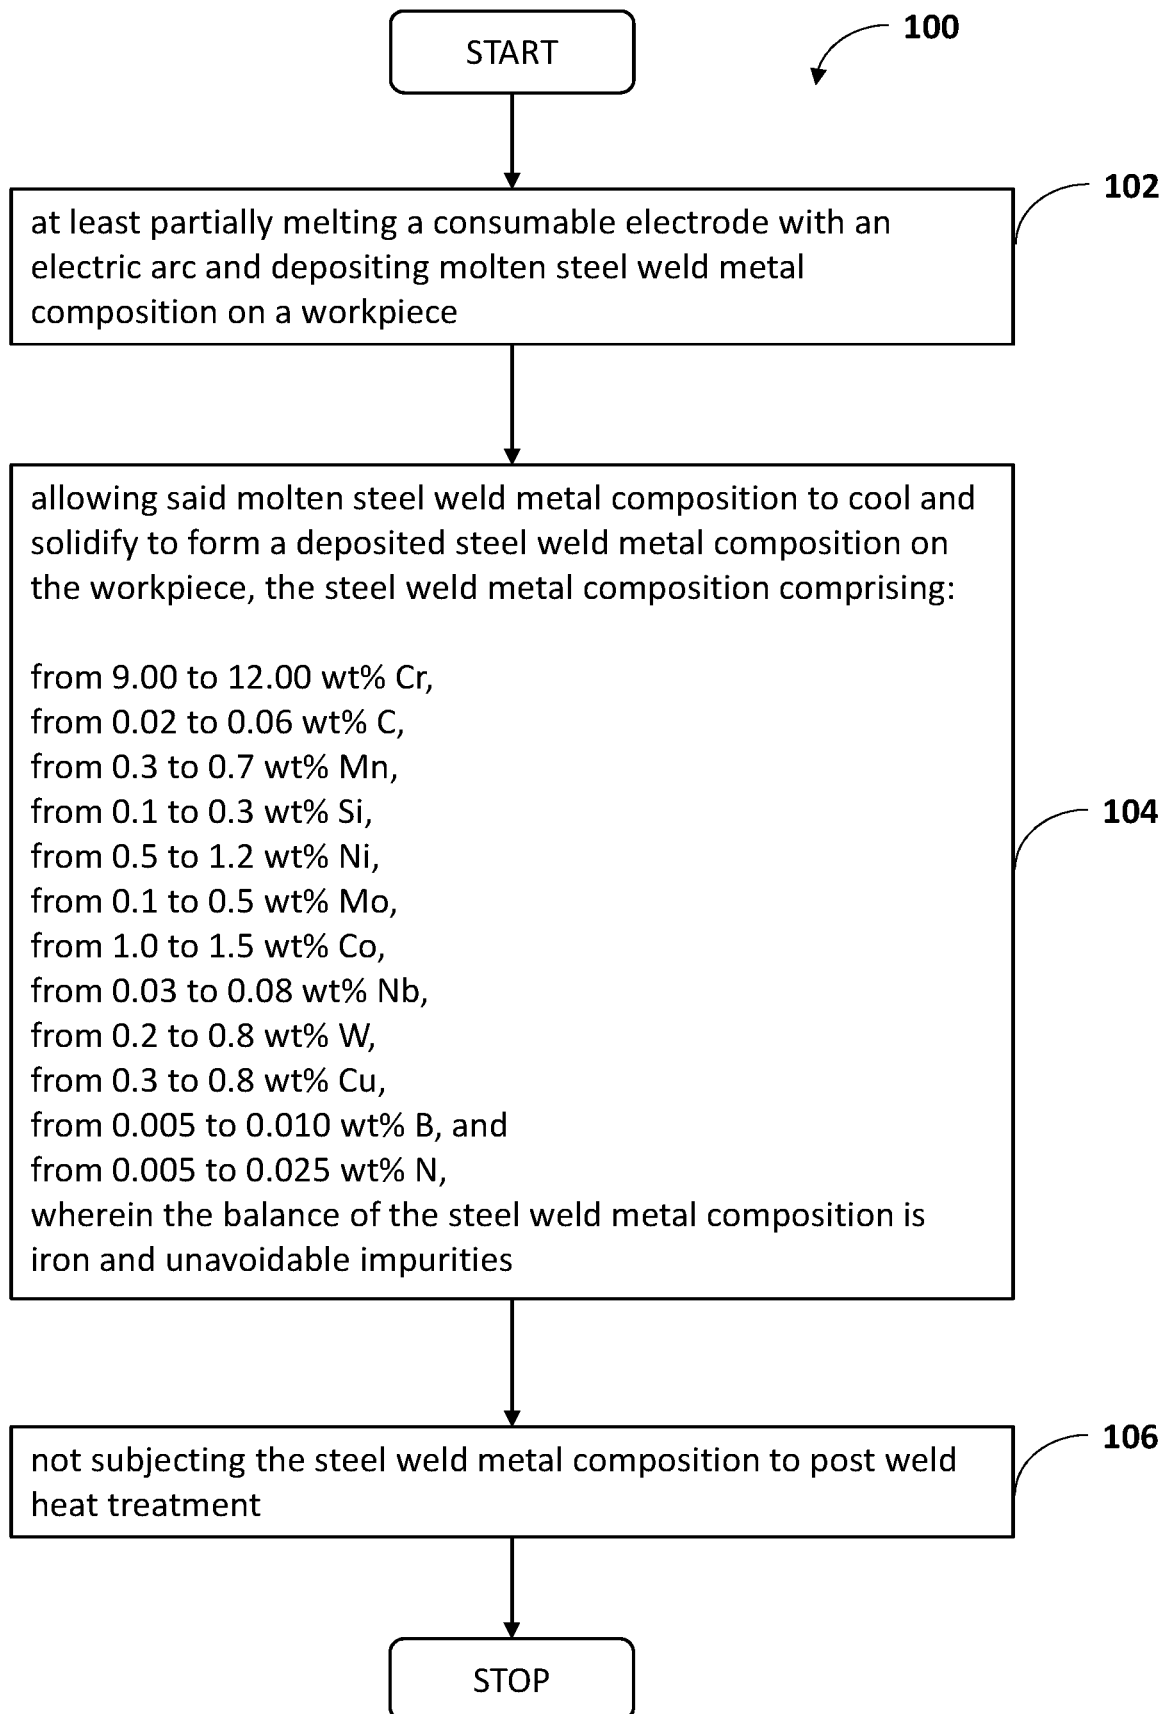 START
100
102
at least partially melting a consumable electrode with an
electric arc and depositing molten steel weld metal
composition on a workpiece
allowing said molten steel weld metal composition to cool and
solidify to form a deposited steel weld metal composition on
the workpiece, the steel weld metal composition comprising:
from 9.00 to 12.00 wt% Cr,
from 0.02 to 0.06 wt% C,
from 0.3 to 0.7 wt% Mn,
from 0.1 to 0.3 wt% Si,
104
from 0.5 to 1.2 wt% Ni,
from 0.1 to 0.5 wt% Mo,
from 1.0 to 1.5 wt% Co,
from 0.03 to 0.08 wt% Nb,
from 0.2 to 0.8 wt% W,
from 0.3 to 0.8 wt% Cu,
from 0.005 to 0.010 wt% B, and
from 0.005 to 0.025 wt% N,
wherein the balance of the steel weld metal composition is
iron and unavoidable impurities
106
not subjecting the steel weld metal composition to post weld
heat treatment
STOP